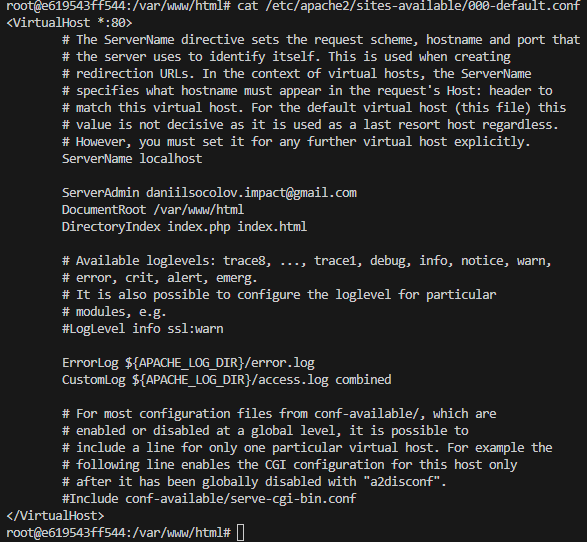 root@e619543ff544:/var/www/html# cat /etc/apache2/sites-available/000-default.conf
<VirtualHost *:80>
        # The ServerName directive sets the request scheme, hostname and port that
        # the server uses to identify itself. This is used when creating
        # redirection URLs. In the context of virtual hosts, the ServerName
        # specifies what hostname must appear in the request's Host: header to
        # match this virtual host. For the default virtual host (this file) this
        # value is not decisive as it is used as a last resort host regardless.
        # However, you must set it for any further virtual host explicitly.
        ServerName localhost

        ServerAdmin daniilsocolov.impact@gmail.com
        DocumentRoot /var/www/html
        DirectoryIndex index.php index.html

        # Available loglevels: trace8, ..., trace1, debug, info, notice, warn,
        # error, crit, alert, emerg.
        # It is also possible to configure the loglevel for particular
        # modules, e.g.
        #LogLevel info ssl:warn

        ErrorLog ${APACHE_LOG_DIR}/error.log
        CustomLog ${APACHE_LOG_DIR}/access.log combined

        # For most configuration files from conf-available/, which are
        # enabled or disabled at a global level, it is possible to
        # include a line for only one particular virtual host. For example the
        # following line enables the CGI configuration for this host only
        # after it has been globally disabled with "a2disconf".
        #Include conf-available/serve-cgi-bin.conf
</VirtualHost>
root@e619543ff544:/var/www/html#